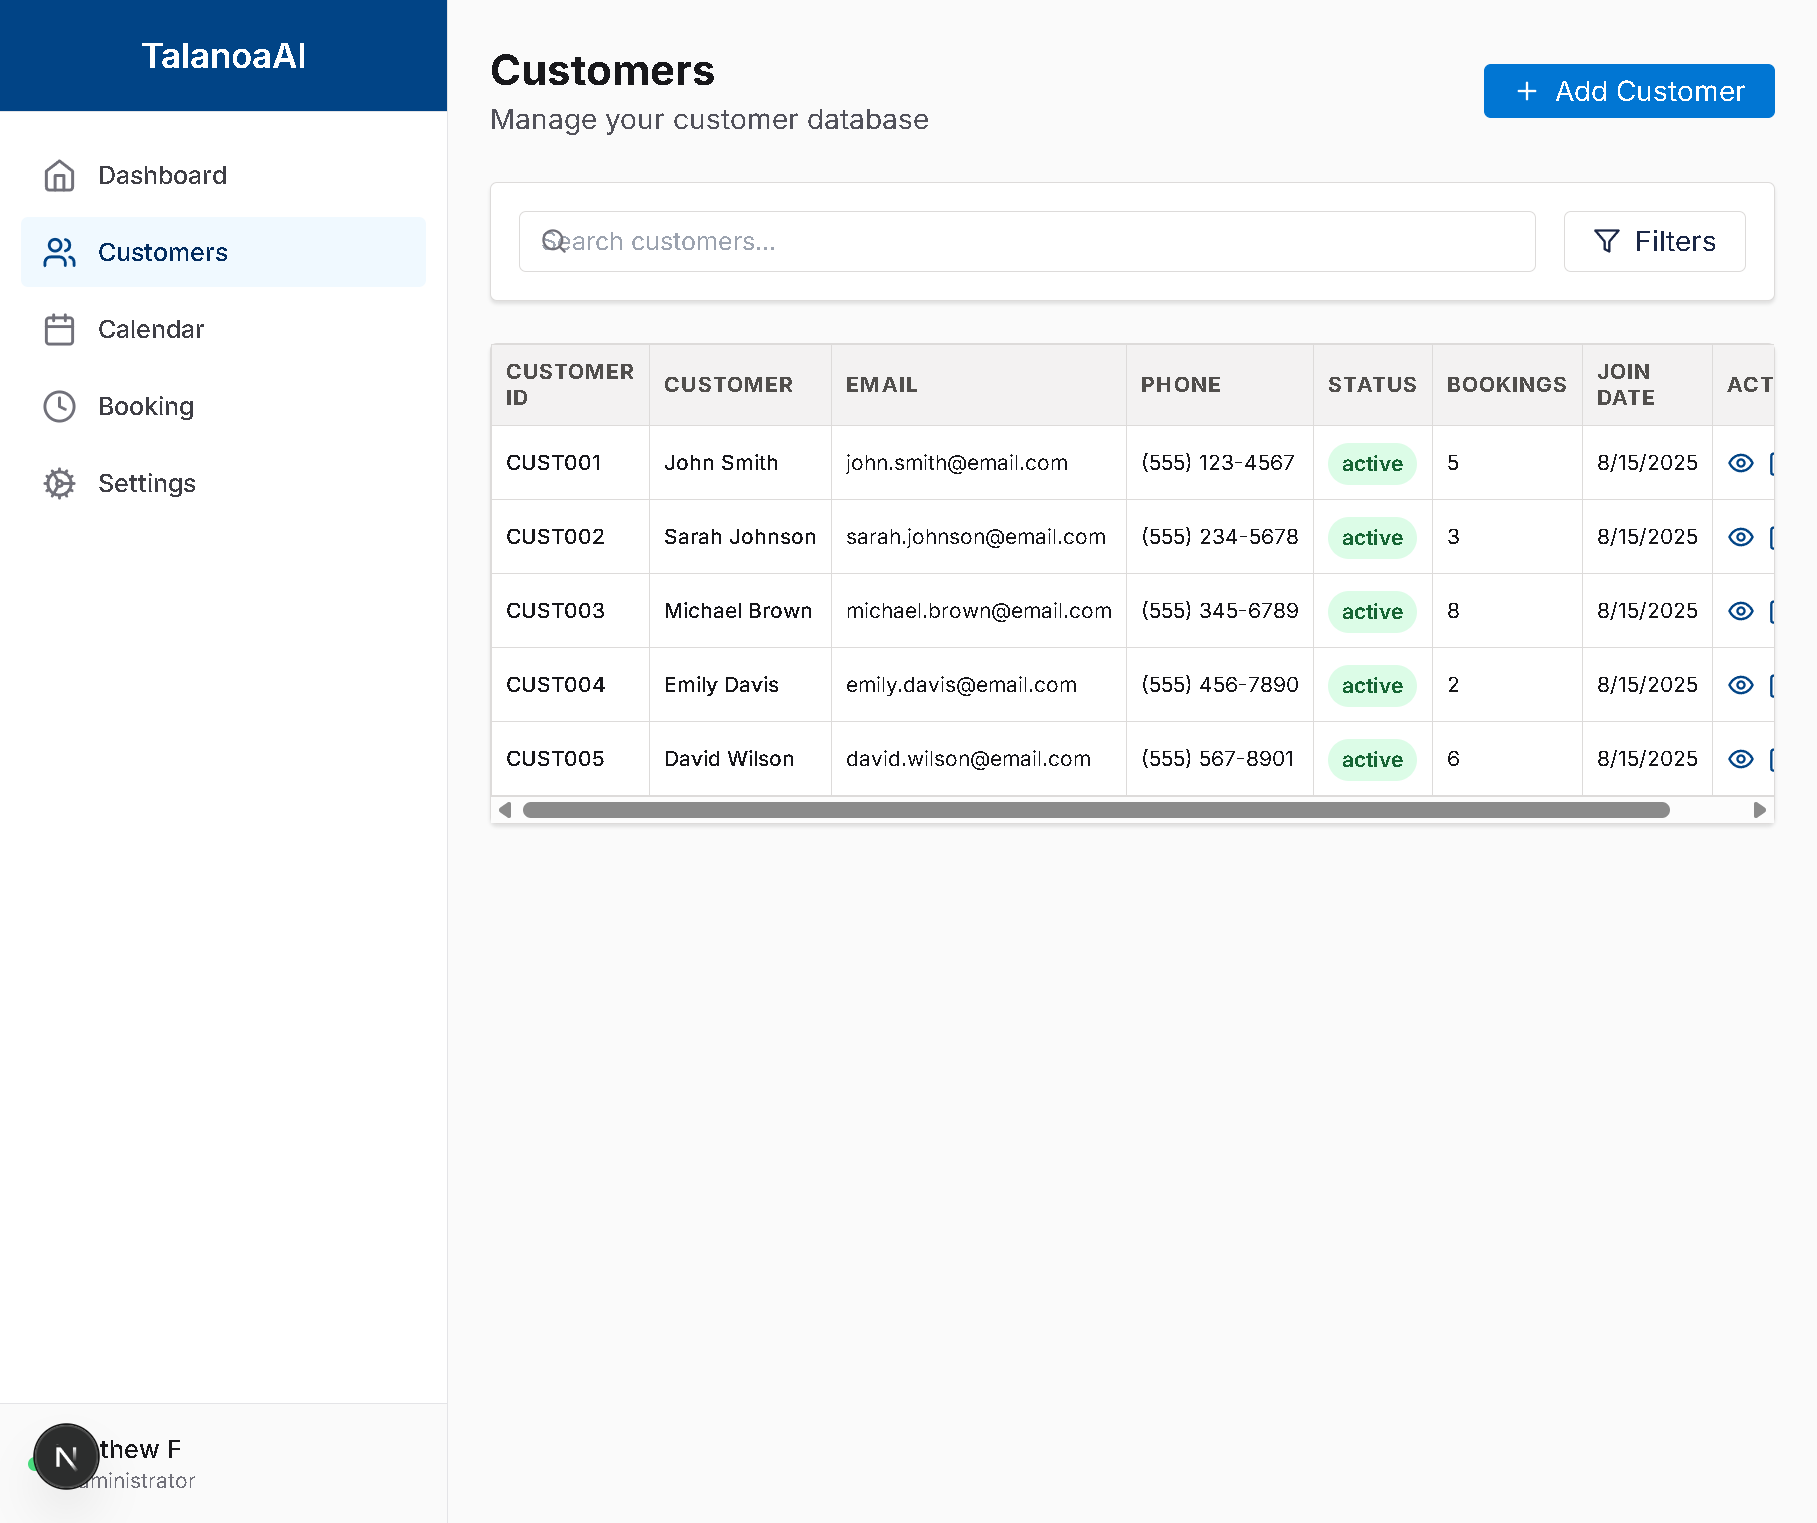 TalanoaAI
Dashboard
Customers
Calendar
Booking
Settings
Customers
Manage your customer database
+ Add Customer
Search customers...
Filters
CUSTOMER ID CUSTOMER EMAIL PHONE STATUS BOOKINGS JOIN DATE ACT
CUST001 John Smith john.smith@email.com (555) 123-4567 active 5 8/15/2025
CUST002 Sarah Johnson sarah.johnson@email.com (555) 234-5678 active 3 8/15/2025
CUST003 Michael Brown michael.brown@email.com (555) 345-6789 active 8 8/15/2025
CUST004 Emily Davis emily.davis@email.com (555) 456-7890 active 2 8/15/2025
CUST005 David Wilson david.wilson@email.com (555) 567-8901 active 6 8/15/2025
N
thew F
ministrator